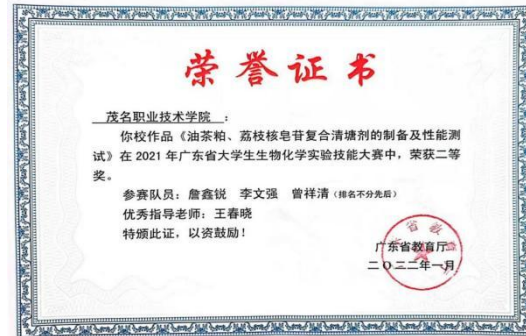 荣誉证书
茂名职业技术学院 ：
你校作品《油茶粕、荔枝核皂苷复合清塘剂的制备及性能测
试》在 2021 年广东省大学生生物化学实验技能大赛中，荣获二等
奖。
参赛队员：詹鑫锐 李文强 曾祥清（排名不分先后）
优秀指导老师：王春晓
特颁此证，以资鼓励！
广东省教育厅
二〇二二年一月